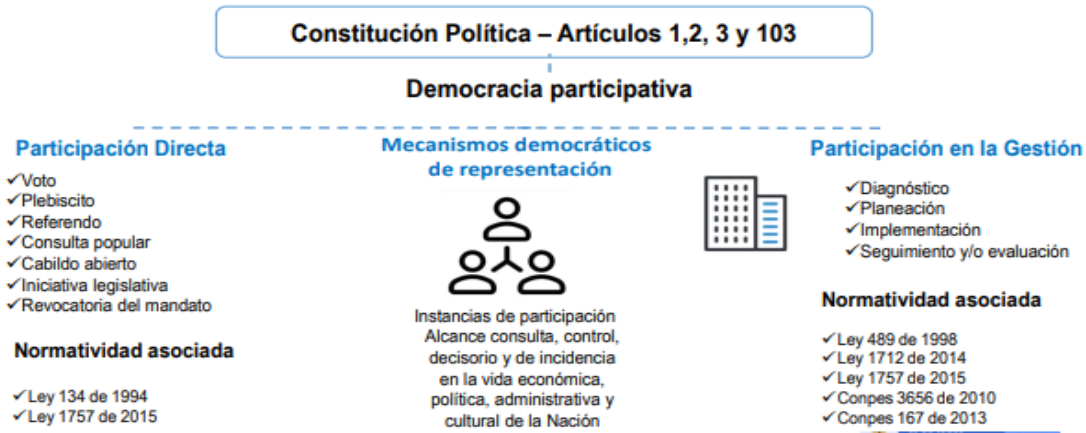 Constitución Política – Artículos 1,2, 3 y 103
Democracia participativa
Participación Directa
✓Voto
✓Plebiscito
✓Referendo
✓Consulta popular
✓Cabildo abierto
✓Iniciativa legislativa
✓Revocatoria del mandato
Normatividad asociada
✓Ley 134 de 1994
✓Ley 1757 de 2015
Mecanismos democráticos
de representación
Instancias de participación
Alcance consulta, control,
decisorio y de incidencia
en la vida económica,
política, administrativa y
cultural de la Nación
Participación en la Gestión
✓Diagnóstico
✓Planeación
✓Implementación
✓Seguimiento y/o evaluación
Normatividad asociada
✓Ley 489 de 1998
✓Ley 1712 de 2014
✓Ley 1757 de 2015
✓Conpes 3656 de 2010
✓Conpes 167 de 2013